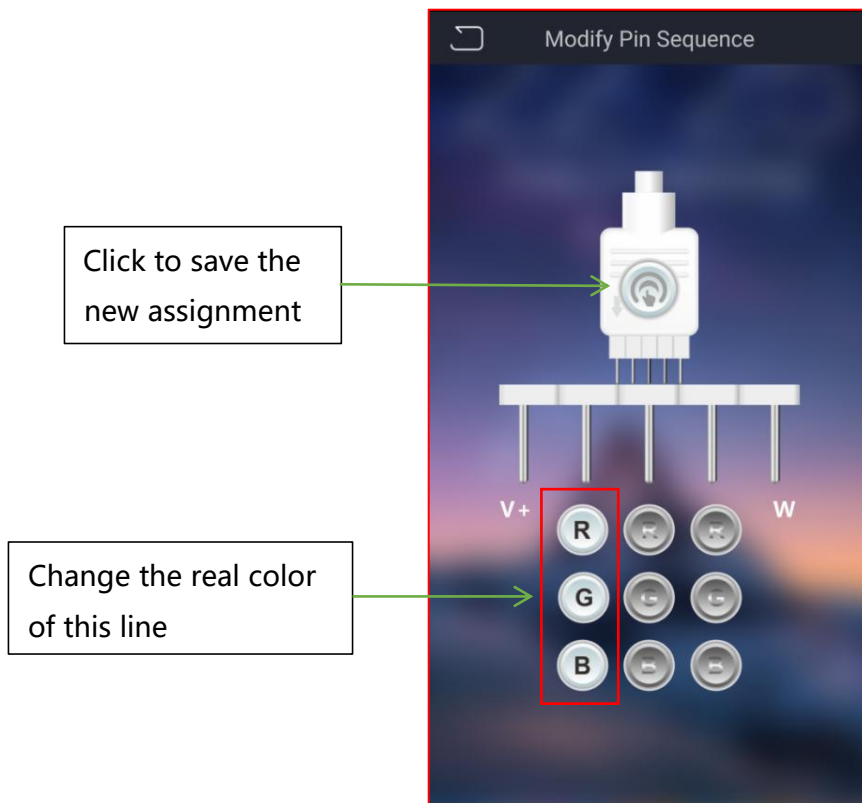 Modify Pin Sequence
Click to save the
new assignment
V+ W
R R R
Change the real color
of this line
G G G
B B B